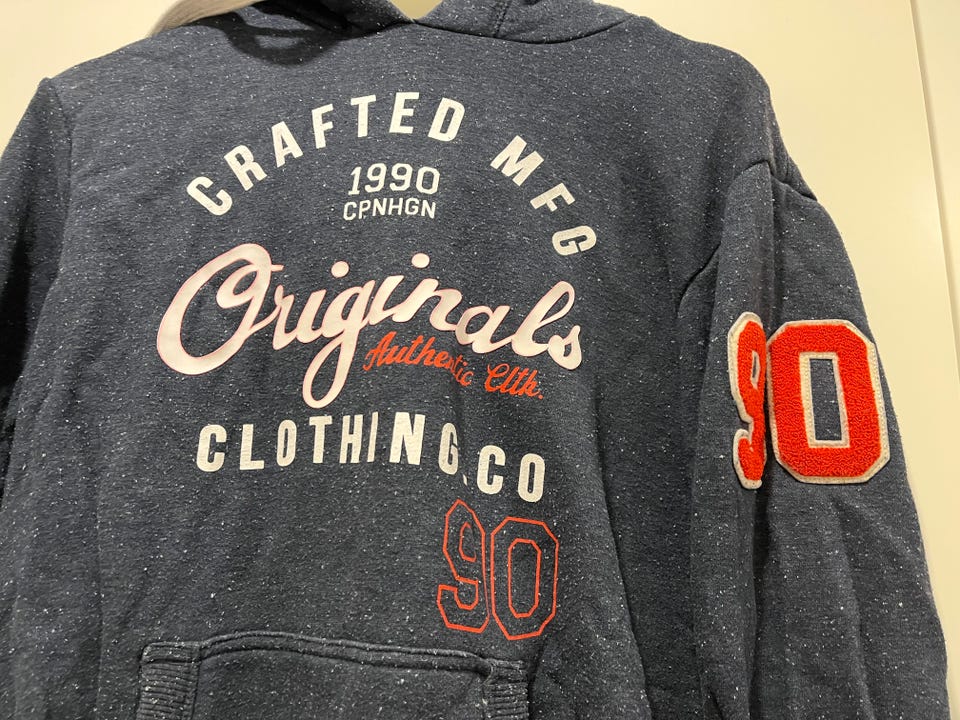 CRAFTED MFG
1990
CPNHGN
Originals
Authentic Clth.
CLOTHING.CO
90
90